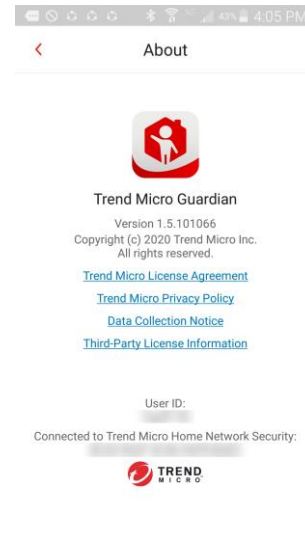 43% 4:05 PM
About
Trend Micro Guardian
Version 1.5.101066
Copyright (c) 2020 Trend Micro Inc.
All rights reserved.
Trend Micro License Agreement
Trend Micro Privacy Policy
Data Collection Notice
Third-Party License Information
User ID:
Connected to Trend Micro Home Network Security:
TREND
MICRO